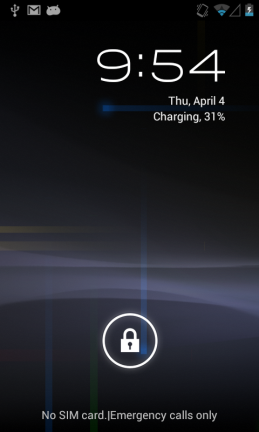 9:54
Thu, April 4
Charging, 31%
No SIM card.|Emergency calls only